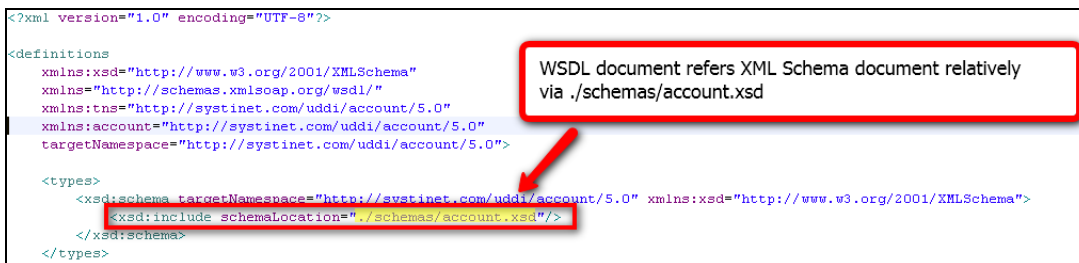 <?xml version="1.0" encoding="UTF-8"?>
<definitions
xmlns:xsd="http://www.w3.org/2001/XMLSchema"
xmlns="http://schemas.xmlsoap.org/wsdl/"
xmlns:tns="http://systinet.com/uddi/account/5.0"
xmlns:account="http://systinet.com/uddi/account/5.0"
targetNamespace="http://systinet.com/uddi/account/5.0">
WSDL document refers XML Schema document relatively
via ./schemas/account.xsd
<types>
<xsd:schema targetNamespace="http://systinet.com/uddi/account/5.0" xmlns:xsd="http://www.w3.org/2001/XMLSchema">
<xsd:include schemaLocation="./schemas/account.xsd"/>
</xsd:schema>
</types>